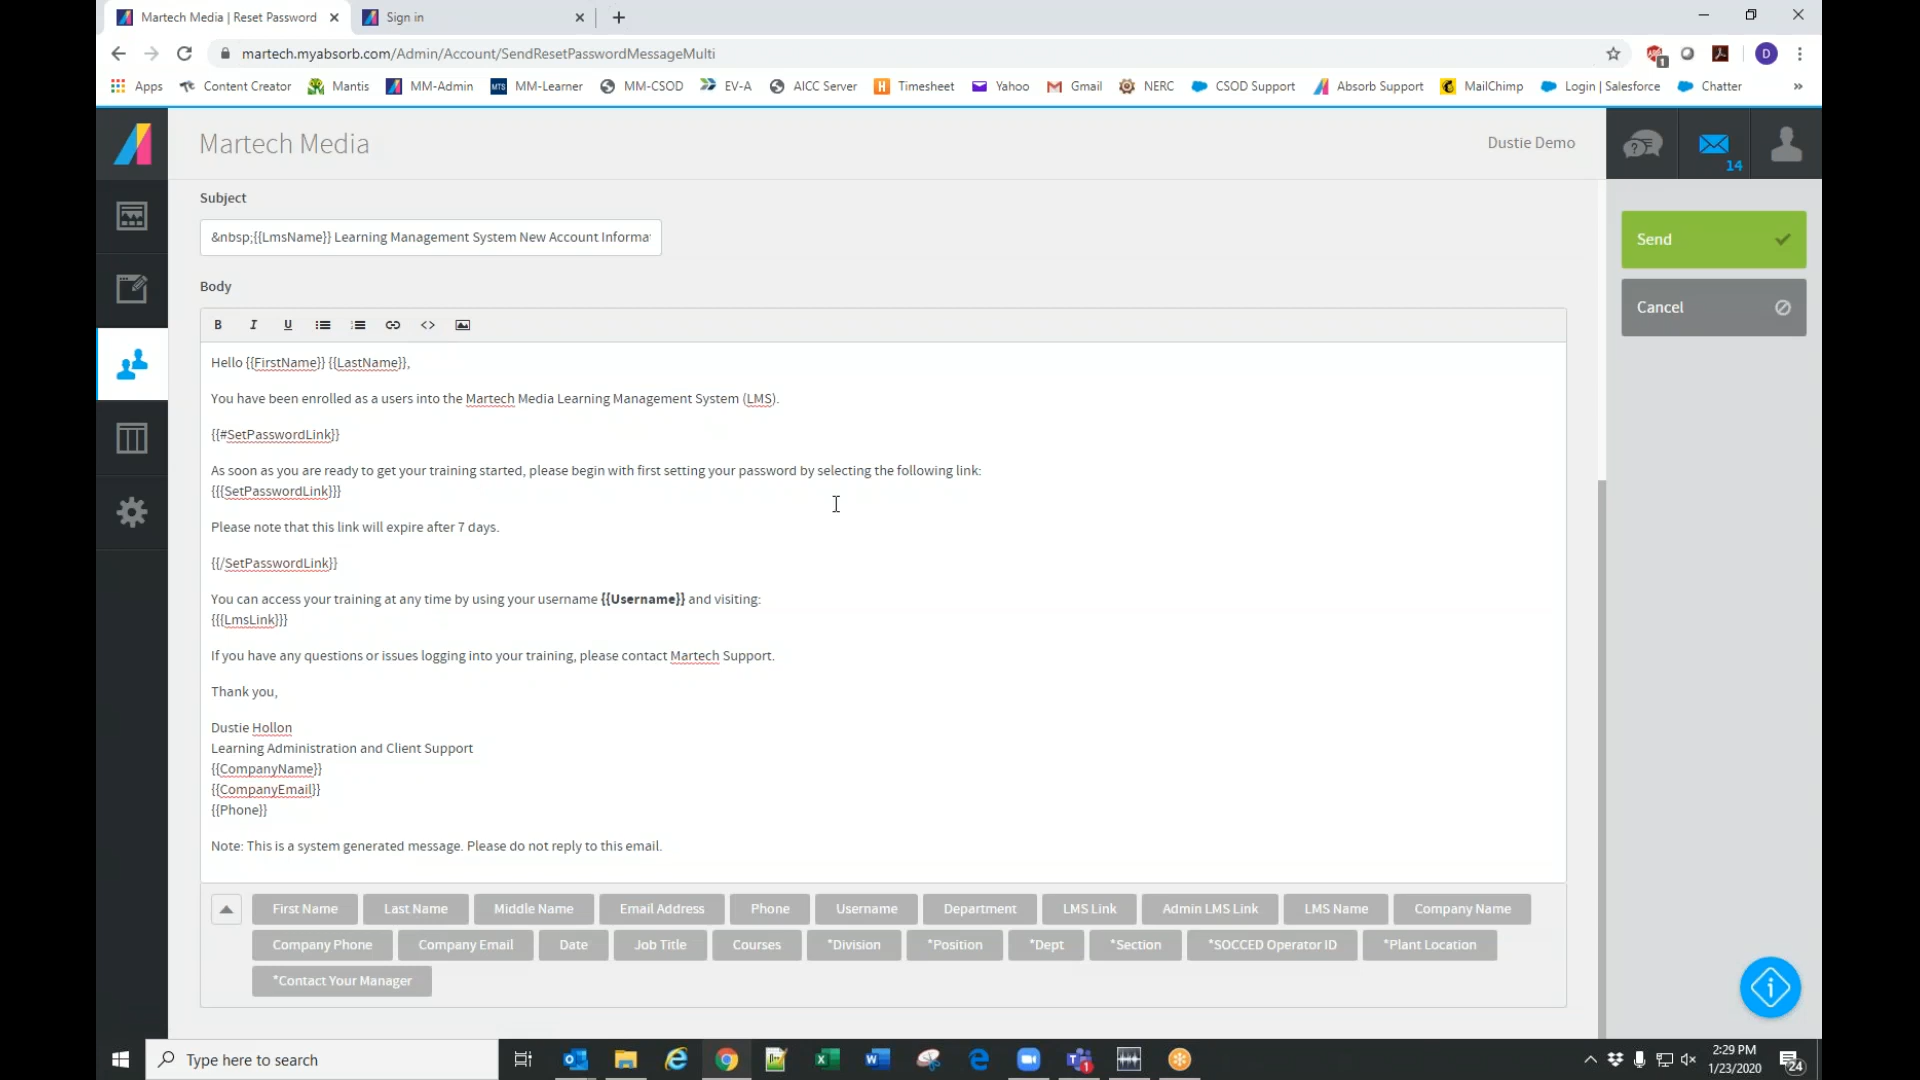 Martech Media | Reset Password
Sign in
martech.myabsorb.com/Admin/Account/SendResetPasswordMessageMulti
1
D
Apps
Content Creator
Mantis
MM-Admin
MTS
MM-Learner
MM-CSOD
EV-A
AICC Server
H
Timesheet
Yahoo
Gmail
NERC
CSOD Support
Absorb Support
MailChimp
Login | Salesforce
Chatter
Martech Media
Dustie Demo
14
Subject
&nbsp;{{LmsName}} Learning Management System New Account Informa
Send
Cancel
Body
B I U
Hello {{FirstName}} {{LastName}},
You have been enrolled as a users into the Martech Media Learning Management System (LMS).
{{#SetPasswordLink}}
As soon as you are ready to get your training started, please begin with first setting your password by selecting the following link:
{{{SetPasswordLink}}}
Please note that this link will expire after 7 days.
{{/SetPasswordLink}}
You can access your training at any time by using your username {{Username}} and visiting:
{{{LmsLink}}}
If you have any questions or issues logging into your training, please contact Martech Support.
Thank you,
Dustie Hollon
Learning Administration and Client Support
{{CompanyName}}
{{CompanyEmail}}
{{Phone}}
Note: This is a system generated message. Please do not reply to this email.
First Name
Last Name
Middle Name
Email Address
Phone
Username
Department
LMS Link
Admin LMS Link
LMS Name
Company Name
Company Phone
Company Email
Date
Job Title
Courses
*Division
*Position
*Dept
*Section
*SOCCED Operator ID
*Plant Location
*Contact Your Manager
Type here to search
2:29 PM
1/23/2020
24